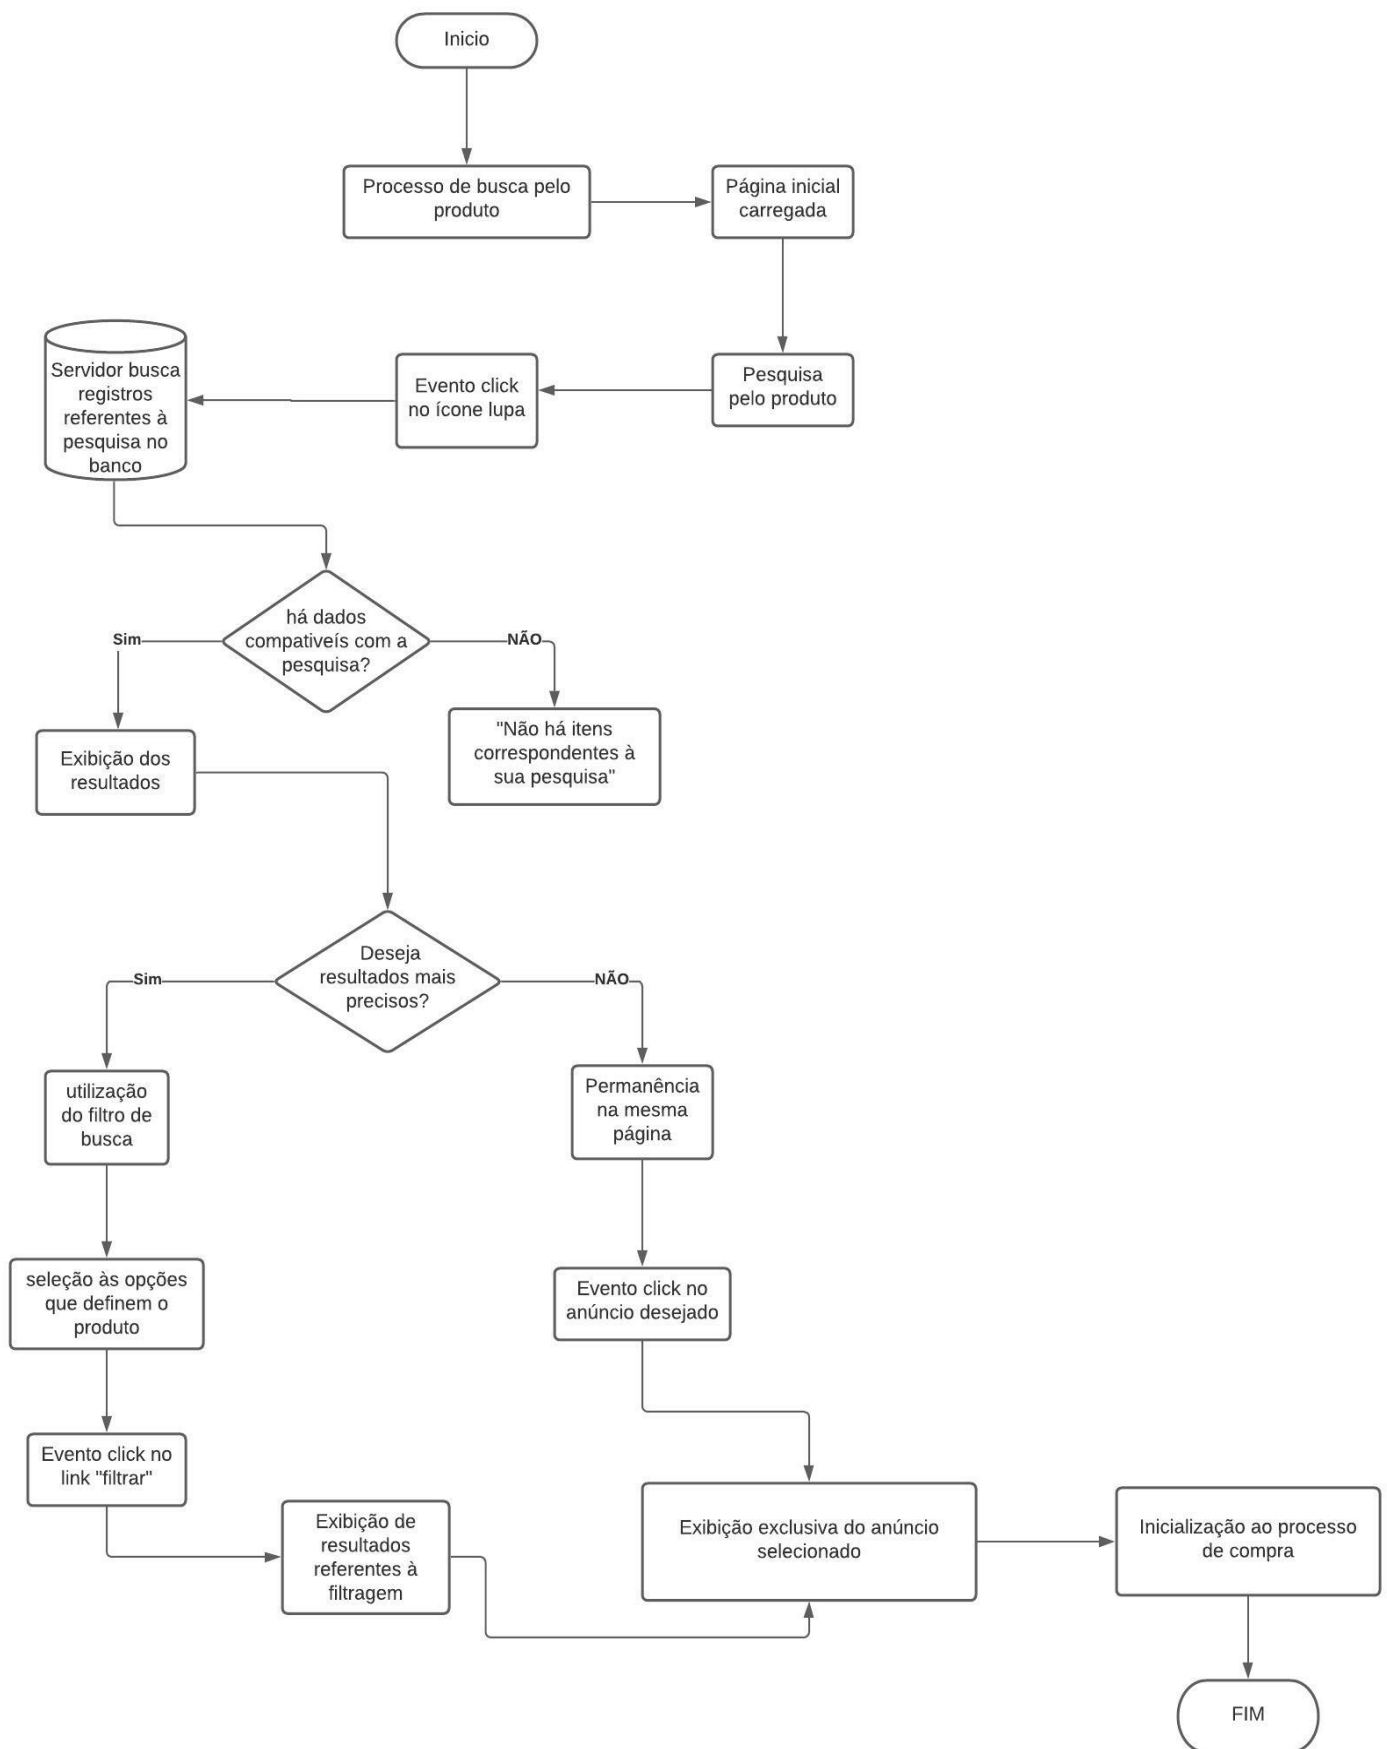 Inicio
Processo de busca pelo
produto
Página inicial
carregada
Pesquisa
pelo produto
Evento click
no ícone lupa
Servidor busca
registros
referentes à
pesquisa no
banco
há dados
compativeís com a
pesquisa?
Sim
NÃO
"Não há itens
correspondentes à
sua pesquisa"
Exibição dos
resultados
Deseja
resultados mais
precisos?
Sim
NÃO
utilização
do filtro de
busca
Permanência
na mesma
página
seleção às opções
que definem o
produto
Evento click no
anúncio desejado
Evento click no
link "filtrar"
Exibição de
resultados
referentes à
filtragem
Exibição exclusiva do anúncio
selecionado
Inicialização ao processo
de compra
FIM